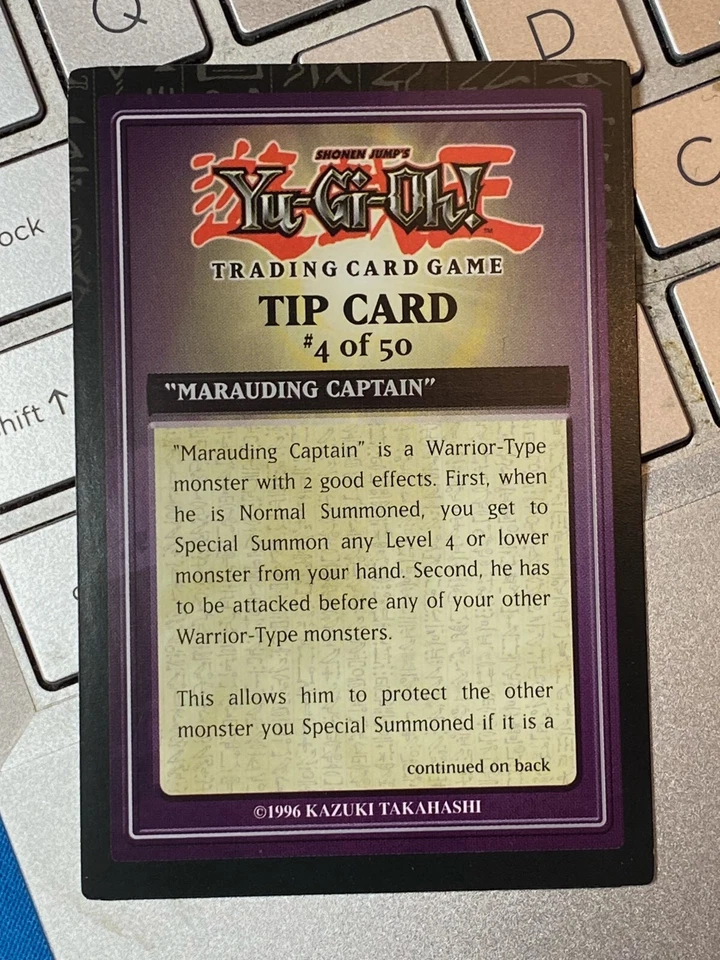 Q
D
C
ock
hift ↑
SHONEN JUMP'S
Yu-Gi-Oh!™
TRADING CARD GAME
TIP CARD
#4 of 50
"MARAUDING CAPTAIN"
"Marauding Captain" is a Warrior-Type
monster with 2 good effects. First, when
he is Normal Summoned, you get to
Special Summon any Level 4 or lower
monster from your hand. Second, he has
to be attacked before any of your other
Warrior-Type monsters.
This allows him to protect the other
monster you Special Summoned if it is a
continued on back
©1996 KAZUKI TAKAHASHI